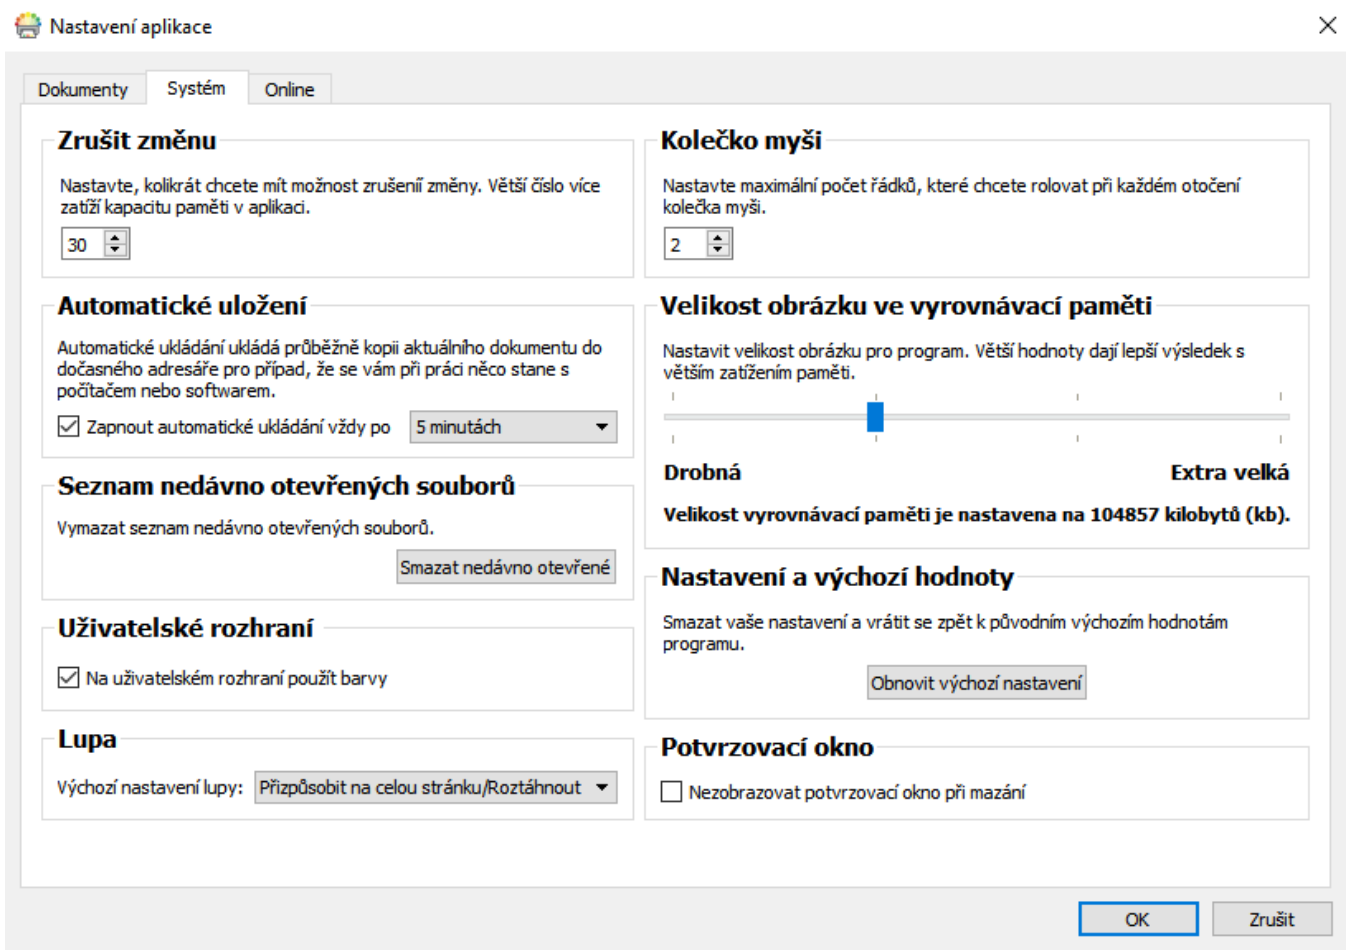 Nastavení aplikace
Dokumenty
Systém
Online
Zrušit změnu
Nastavte, kolikrát chcete mít možnost zrušeníí změny. Větší číslo více
zatíží kapacitu paměti v aplikaci.
30
Automatické uložení
Automatické ukládání ukládá průběžně kopii aktuálního dokumentu do
dočasného adresáře pro případ, že se vám při práci něco stane s
počítačem nebo softwarem.
Zapnout automatické ukládání vždy po
5 minutách
Seznam nedávno otevřených souborů
Vymazat seznam nedávno otevřených souborů.
Smazat nedávno otevřené
Uživatelské rozhraní
Na uživatelském rozhraní použít barvy
Lupa
Výchozí nastavení lupy:
Přizpůsobit na celou stránku/Roztáhnout
Kolečko myši
Nastavte maximální počet řádků, které chcete rolovat při každém otočení
kolečka myši.
2
Velikost obrázku ve vyrovnávací paměti
Nastavit velikost obrázku pro program. Větší hodnoty dají lepší výsledek s
větším zatížením paměti.
Drobná
Extra velká
Velikost vyrovnávací paměti je nastavena na 104857 kilobytů (kb).
Nastavení a výchozí hodnoty
Smazat vaše nastavení a vrátit se zpět k původním výchozím hodnotám
programu.
Obnovit výchozí nastavení
Potvrzovací okno
Nezobrazovat potvrzovací okno při mazání
OK
Zrušit